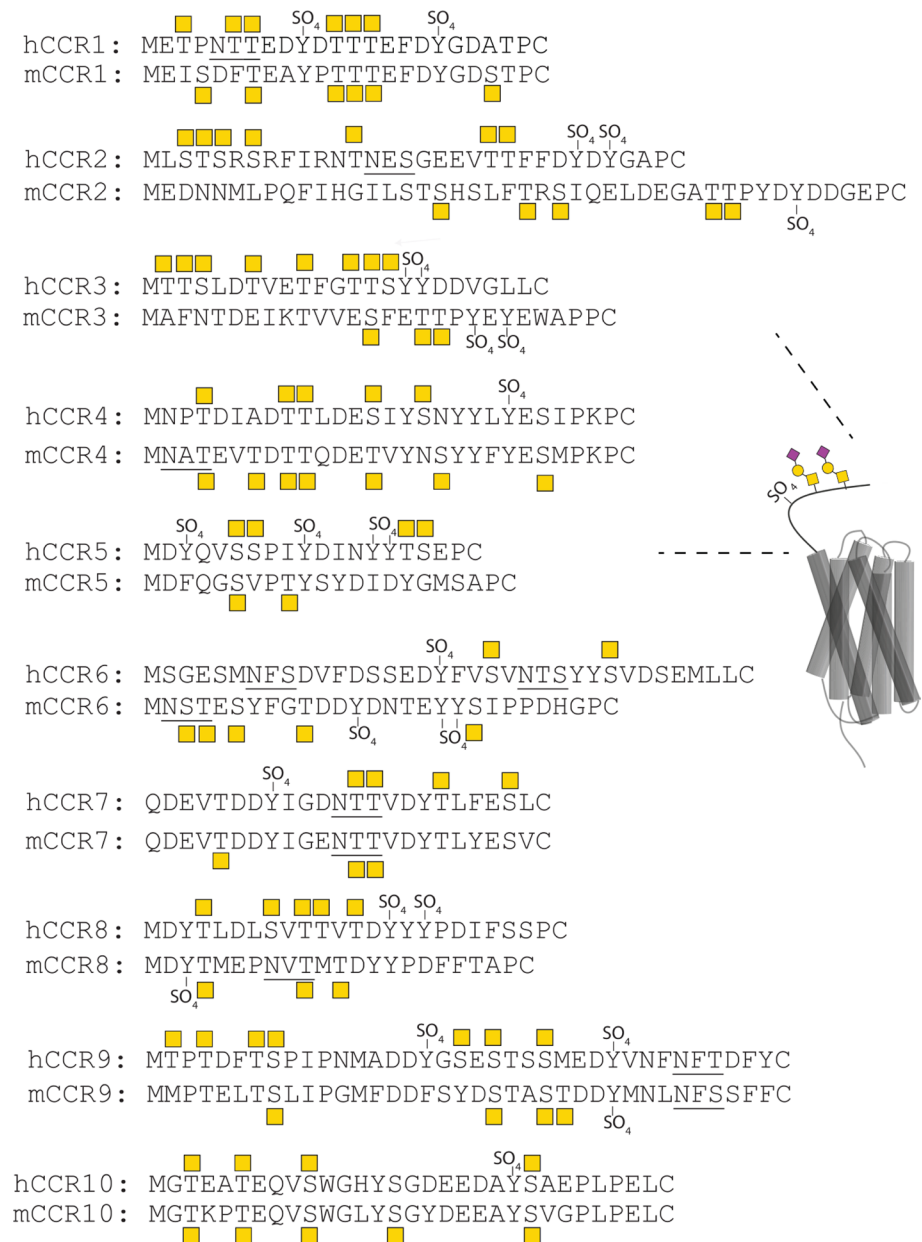 SO₄ SO₄
hCCR1: METPNTTEDYDTTTEFDYGDATPC
mCCR1: MEISDFTEAYPTTTEFDYGDSTPC
SO₄ SO₄
hCCR2: MLSTSRSRFIRNTNESGEEVTTFFDYDYGAPC
mCCR2: MEDNNMLPQFIHGILSTSHSLFTRSIQELDEGATTPYDYDDGEPC
SO₄
SO₄
hCCR3: MTTSLDTVETFGTTSYYDDVGLLC
mCCR3: MAFNTDEIKTVVESFETTPYEYEWAPPC
SO₄ SO₄
SO₄
hCCR4: MNPTDIADTTLDESIYSNYYLYESIPKPC
mCCR4: MNATEVTDTTQDETVYNSYYFYESMPKPC
SO₄
SO₄ SO₄ SO₄
hCCR5: MDYQVSSPIYDINYYTSEPC
mCCR5: MDFQGSVPTYSYDIDYGMSAPC
SO₄
hCCR6: MSGESMNFSDVFDSSEDYFVSVNTSYYSVDSEMLLC
mCCR6: MNSTESYFGTDDYDNTEYYSIPPDHGPC
SO₄ SO₄
SO₄
hCCR7: QDEVTDDYIGDNTTVDYTLFESLC
mCCR7: QDEVTDDYIGENTTVDYTLYESVC
SO₄ SO₄
hCCR8: MDYTLDLSVTTVTDYYYPDIFSSPC
mCCR8: MDYTMEPNVTMTDYYPDFFTAPC
SO₄
SO₄ SO₄
hCCR9: MTPTDFTSPIPNMADDYGSESTSSMEDYVNFNFTDFYC
mCCR9: MMPTELTSLIPGMFDDFSYDSTASTDDYMNLNFSSFFC
SO₄
SO₄
hCCR10: MGTEATEQVSWGHYSGDEEDAYSAEPLPELC
mCCR10: MGTKPTEQVSWGLYSGYDEEAYSVGPLPELC